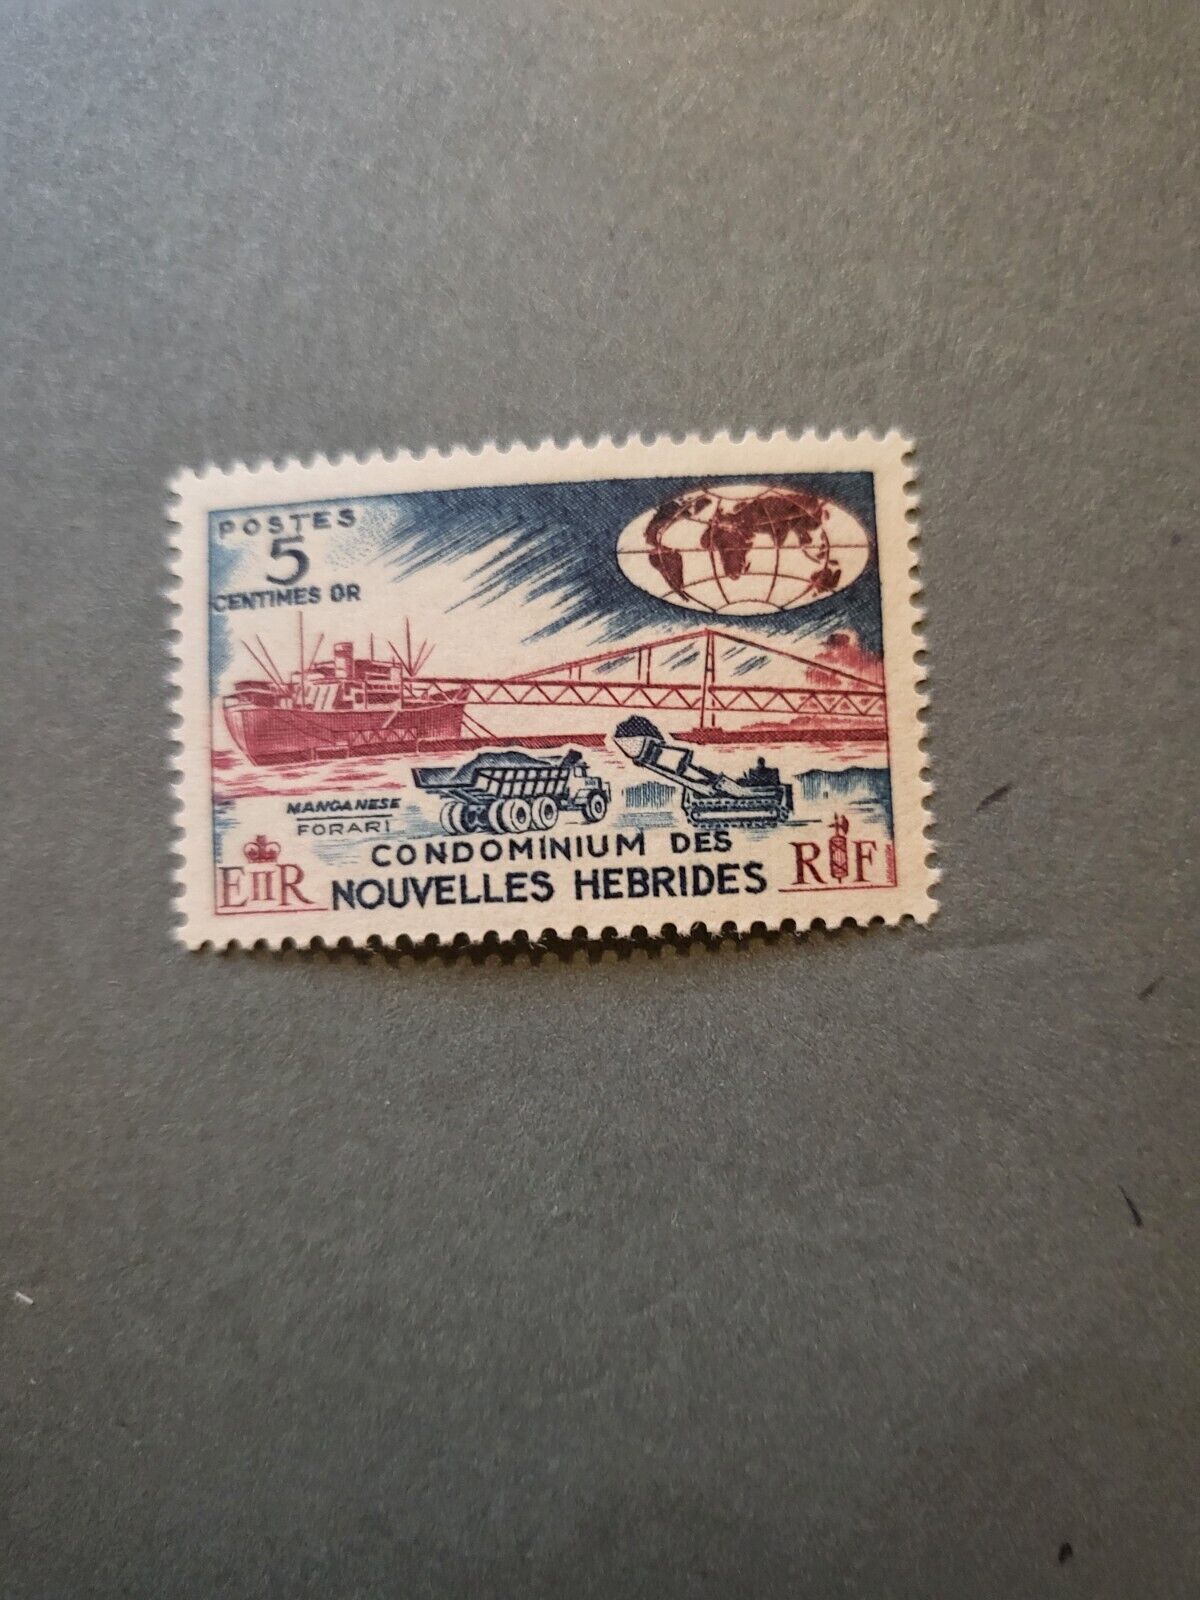 POSTES
5
CENTIMES OR
MANGANESE
FORARI
CONDOMINIUM DES
EIIR NOUVELLES HEBRIDES RF